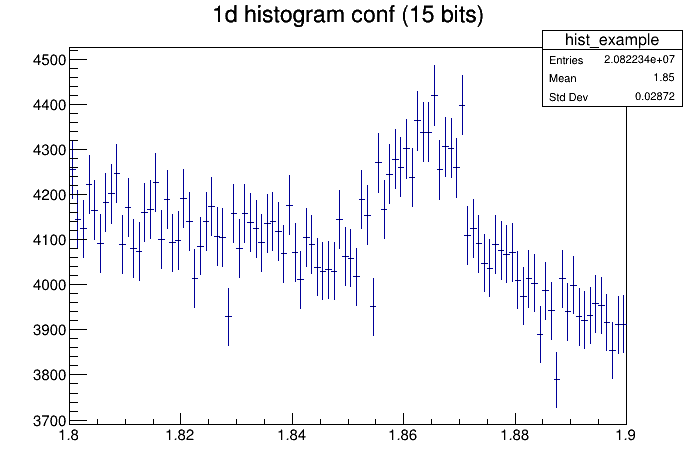 1d histogram conf (15 bits)
hist_example
Entries 2.082234e+07
Mean 1.85
Std Dev 0.02872
4500
4400
4300
4200
4100
4000
3900
3800
3700
1.8 1.82 1.84 1.86 1.88 1.9